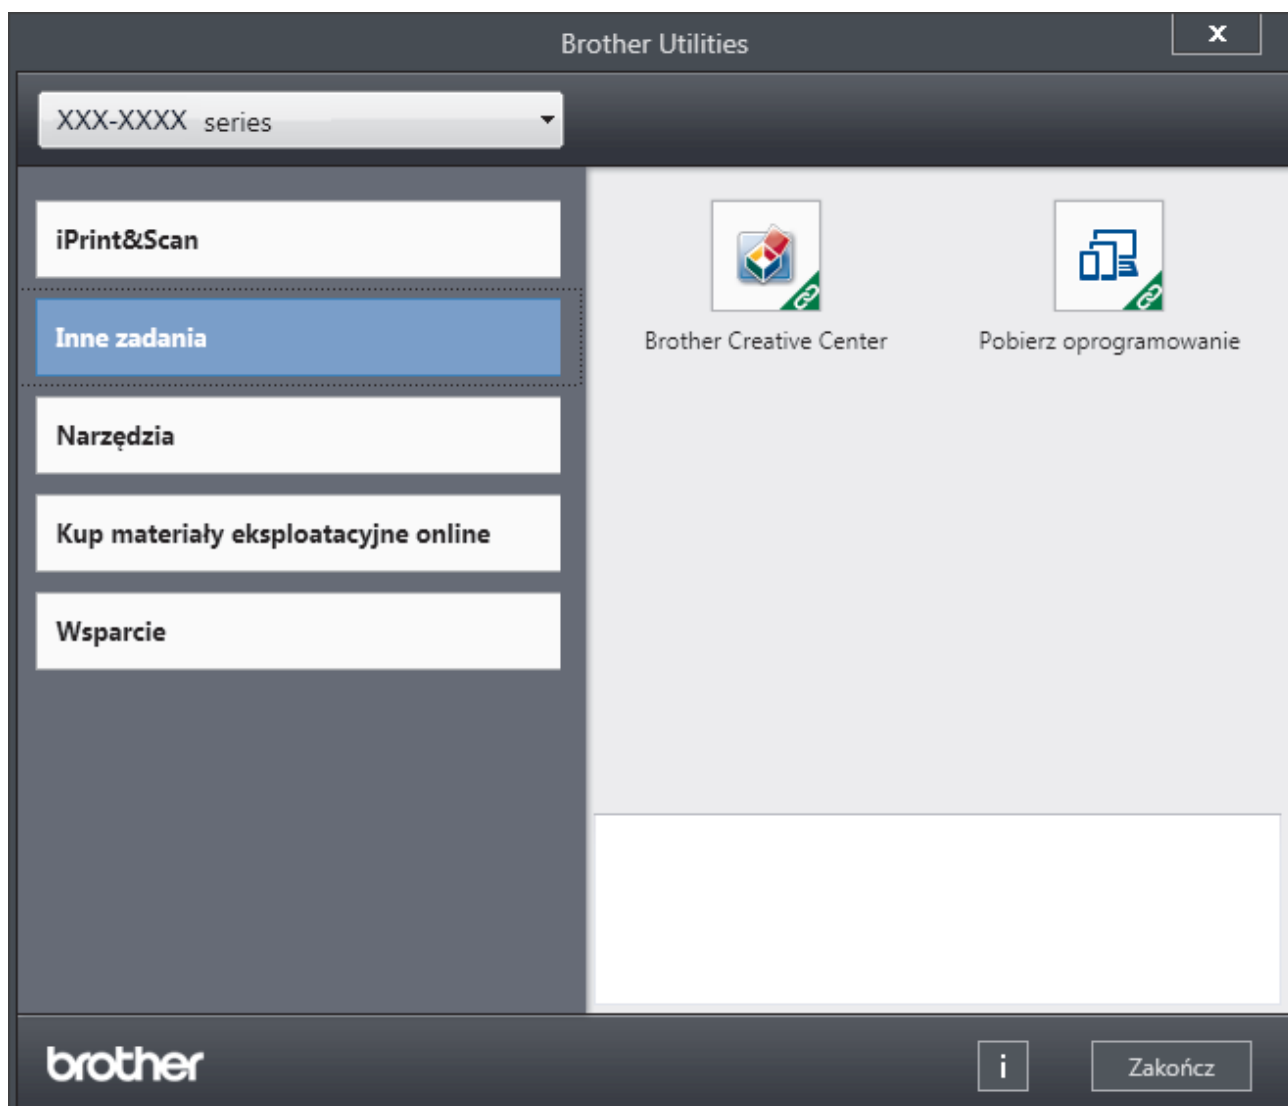 Brother Utilities
x
XXX-XXXX series
iPrint&Scan
Inne zadania
Narzędzia
Kup materiały eksploatacyjne online
Wsparcie
Brother Creative Center
Pobierz oprogramowanie
brother
i
Zakończ